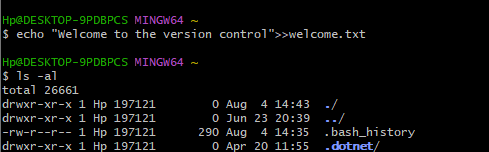 Hp@DESKTOP-9PDBPCS MINGW64 ~
$ echo "Welcome to the version control">>welcome.txt
Hp@DESKTOP-9PDBPCS MINGW64 ~
$ ls -al
total 26661
drwxr-xr-x 1 Hp 197121 0 Aug 4 14:43 ./
drwxr-xr-x 1 Hp 197121 0 Jun 23 20:39 ../
-rw-r--r-- 1 Hp 197121 290 Aug 4 14:35 .bash_history
drwxr-xr-x 1 Hp 197121 0 Apr 20 11:55 .dotnet/